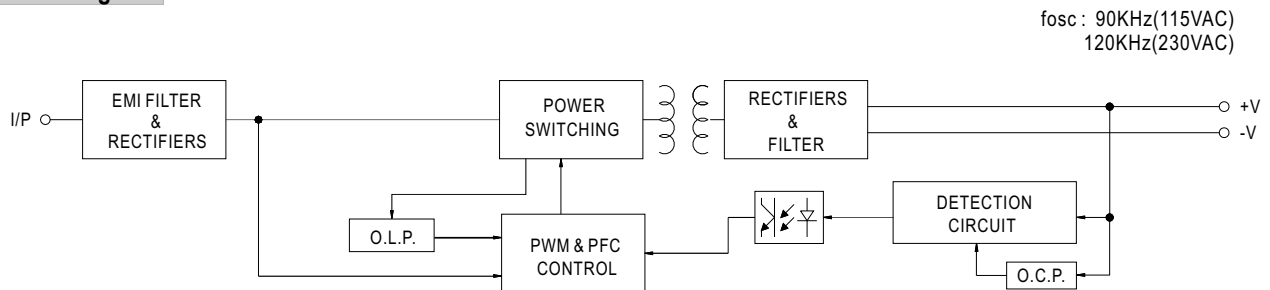 fosc : 90KHz(115VAC)
120KHz(230VAC)
I/P
EMI FILTER
&
RECTIFIERS
POWER
SWITCHING
RECTIFIERS
&
FILTER
+V
-V
O.L.P.
PWM & PFC
CONTROL
DETECTION
CIRCUIT
O.C.P.